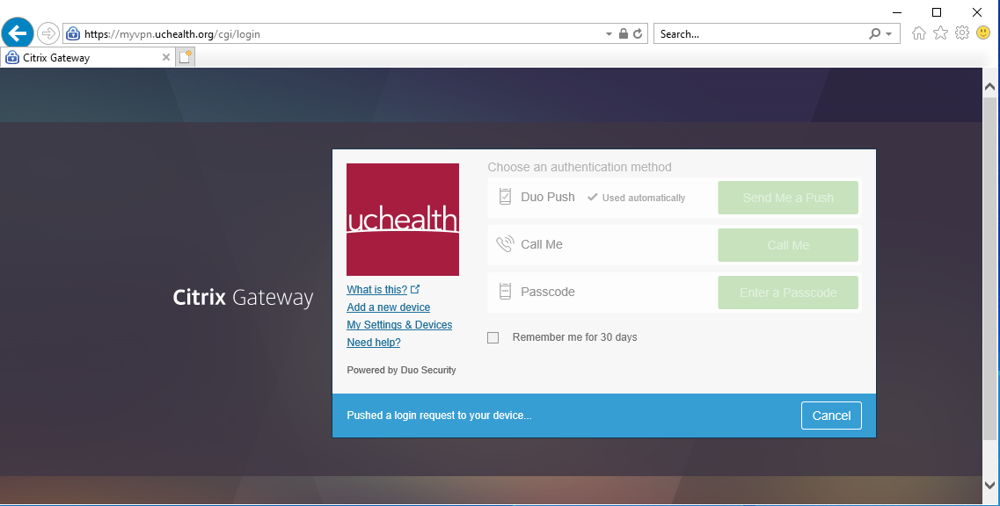 https://myvpn.uchealth.org/cgi/login
Search...
Citrix Gateway
Choose an authentication method
Duo Push
Used automatically
Send Me a Push
uchealth
Call Me
Call Me
Passcode
Enter a Passcode
What is this?
Add a new device
My Settings & Devices
Need help?
Citrix Gateway
Remember me for 30 days
Powered by Duo Security
Pushed a login request to your device...
Cancel